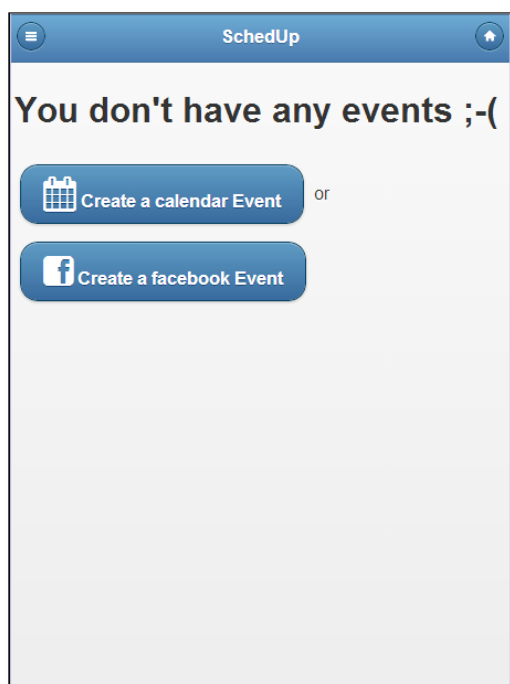 SchedUp
You don't have any events ;-(
Create a calendar Event or
Create a facebook Event